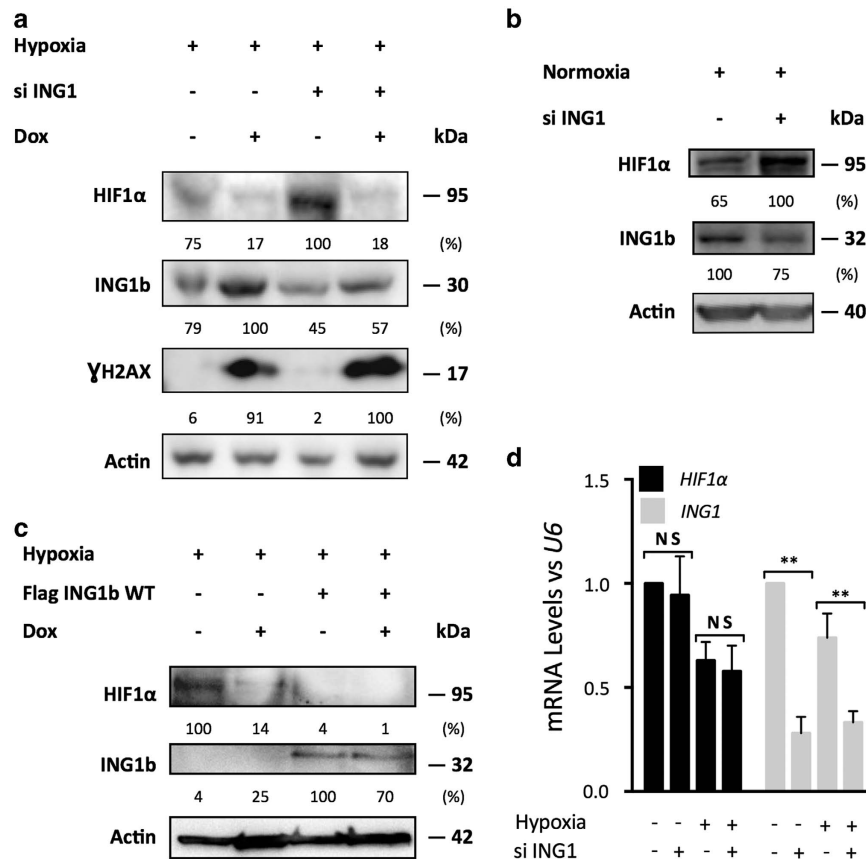 a
Hypoxia + + + +
si ING1 - - + +
Dox - + - + kDa
HIF1α — 95
75 17 100 18 (%)
ING1b — 30
79 100 45 57 (%)
ɣH2AX — 17
6 91 2 100 (%)
Actin — 42
b
Normoxia + +
si ING1 - + kDa
HIF1α — 95
65 100 (%)
ING1b — 32
100 75 (%)
Actin — 40
c
Hypoxia + + + +
Flag ING1b WT - - + +
Dox - + - + kDa
HIF1α — 95
100 14 4 1 (%)
ING1b — 32
4 25 100 70 (%)
Actin — 42
d
HIF1α
ING1
mRNA Levels vs U6
1.5
1.0
0.5
0.0
NS
NS
**
**
Hypoxia - - + + - - + +
si ING1 - + - + - + - +